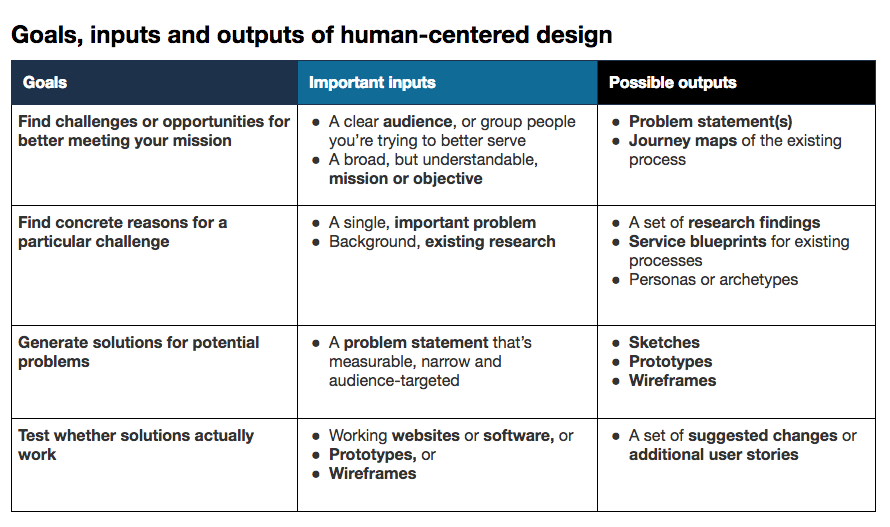 Goals, inputs and outputs of human-centered design
Goals
Important inputs
Possible outputs
Find challenges or opportunities for
better meeting your mission
● A clear audience, or group people
you’re trying to better serve
● A broad, but understandable,
mission or objective
● Problem statement(s)
● Journey maps of the existing
process
Find concrete reasons for a
particular challenge
● A single, important problem
● Background, existing research
● A set of research findings
● Service blueprints for existing
processes
● Personas or archetypes
Generate solutions for potential
problems
● A problem statement that’s
measurable, narrow and
audience-targeted
● Sketches
● Prototypes
● Wireframes
Test whether solutions actually
work
● Working websites or software, or
● Prototypes, or
● Wireframes
● A set of suggested changes or
additional user stories